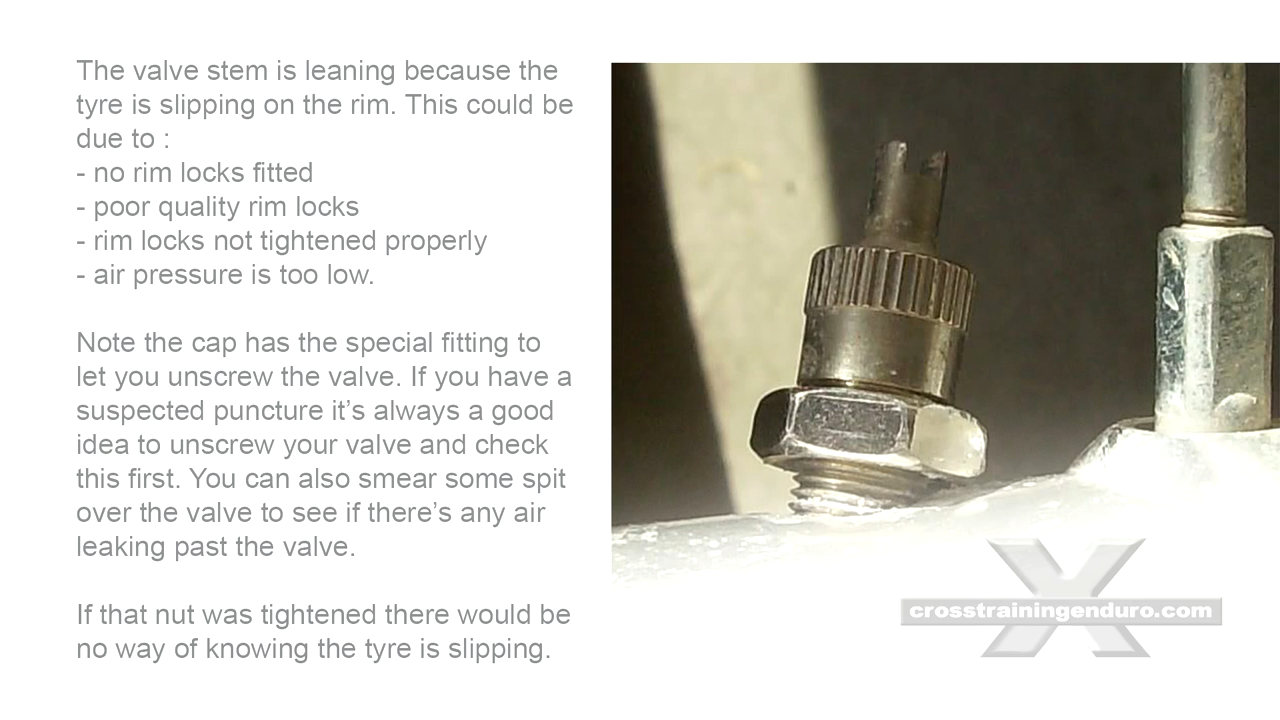 The valve stem is leaning because the
tyre is slipping on the rim. This could be
due to :
- no rim locks fitted
- poor quality rim locks
- rim locks not tightened properly
- air pressure is too low.
Note the cap has the special fitting to
let you unscrew the valve. If you have a
suspected puncture it’s always a good
idea to unscrew your valve and check
this first. You can also smear some spit
over the valve to see if there’s any air
leaking past the valve.
If that nut was tightened there would be
no way of knowing the tyre is slipping.
X
crosstrainingenduro.com